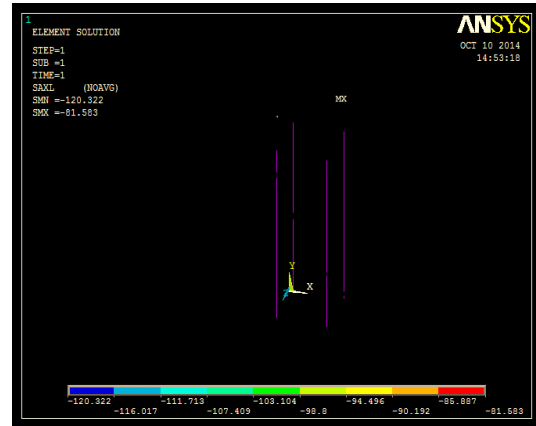 1
ELEMENT SOLUTION
STEP=1
SUB =1
TIME=1
SAXL (NOAVG)
SMN =-120.322
SMX =-81.583
ANSYS
OCT 10 2014
14:53:18
MX
Y
Z X
-120.322 -111.713 -103.104 -94.496 -85.887
-116.017 -107.409 -98.8 -90.192 -81.583